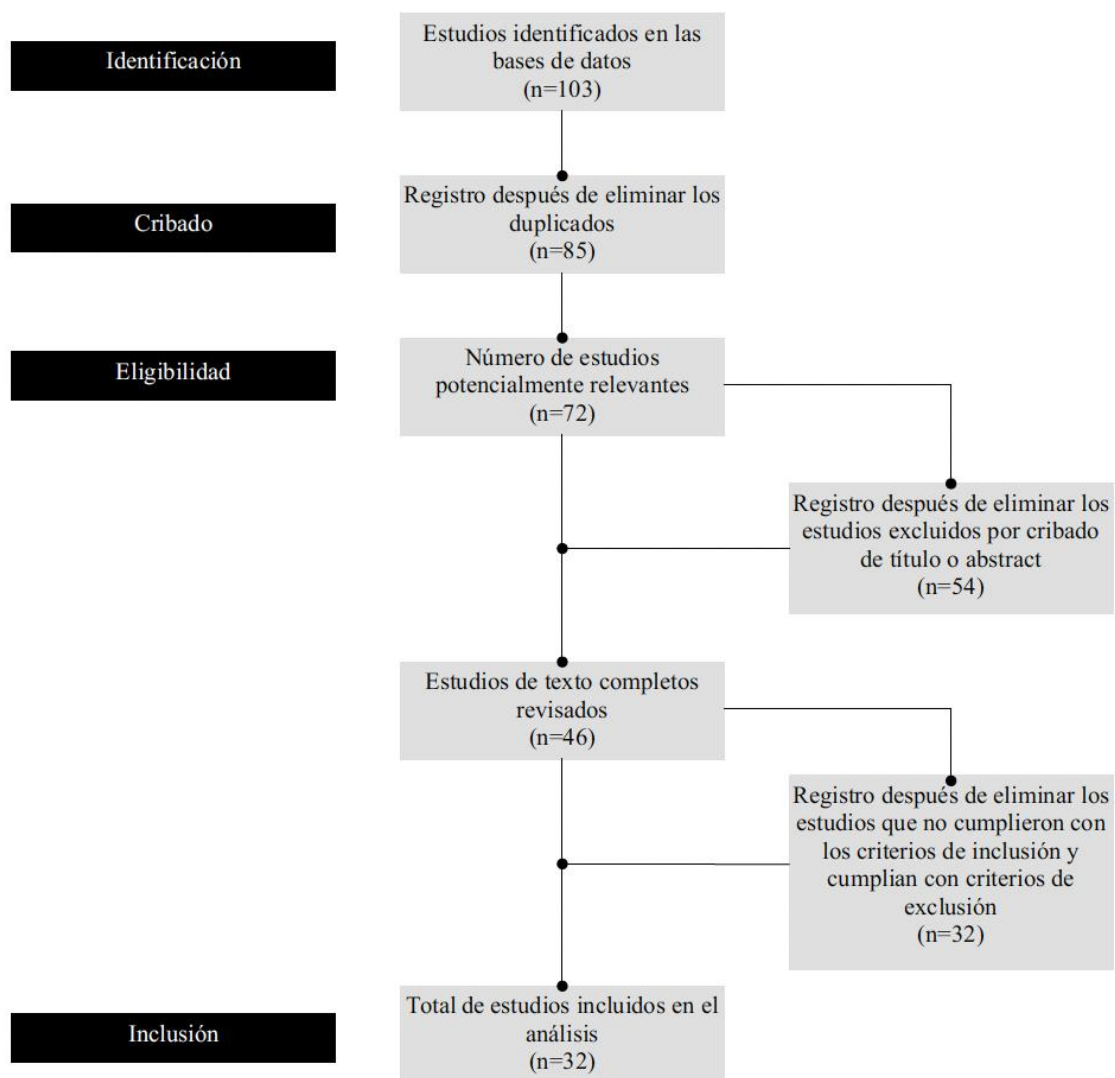 Identificación
Estudios identificados en las
bases de datos
(n=103)
Cribado
Registro después de eliminar los
duplicados
(n=85)
Eligibilidad
Número de estudios
potencialmente relevantes
(n=72)
Registro después de eliminar los
estudios excluidos por cribado
de título o abstract
(n=54)
Estudios de texto completos
revisados
(n=46)
Registro después de eliminar los
estudios que no cumplieron con
los criterios de inclusión y
cumplian con criterios de
exclusión
(n=32)
Inclusión
Total de estudios incluidos en el
análisis
(n=32)